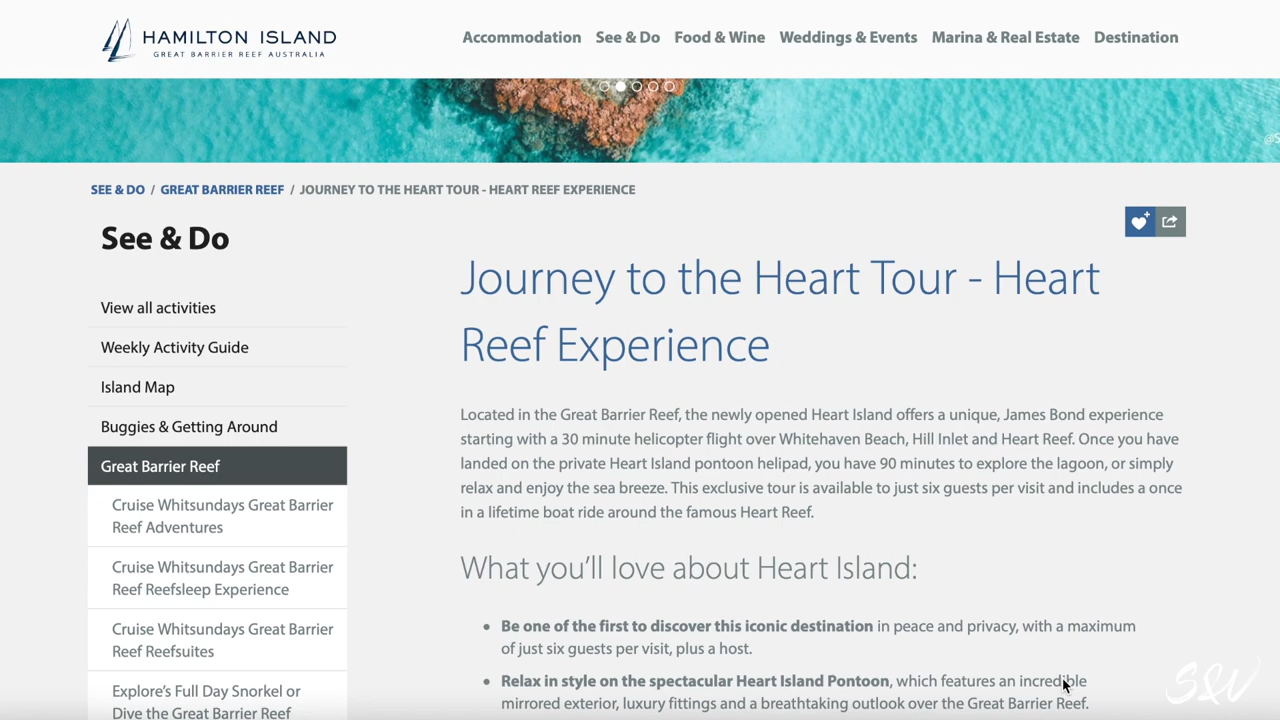 HAMILTON ISLAND
GREAT BARRIER REEF AUSTRALIA
Accommodation See & Do Food & Wine Weddings & Events Marina & Real Estate Destination
SEE & DO / GREAT BARRIER REEF / JOURNEY TO THE HEART TOUR - HEART REEF EXPERIENCE
See & Do
View all activities
Weekly Activity Guide
Island Map
Buggies & Getting Around
Great Barrier Reef
Cruise Whitsundays Great Barrier
Reef Adventures
Cruise Whitsundays Great Barrier
Reef Reefsleep Experience
Cruise Whitsundays Great Barrier
Reef Reefsuites
Explore's Full Day Snorkel or
Dive the Great Barrier Reef
Journey to the Heart Tour - Heart
Reef Experience
Located in the Great Barrier Reef, the newly opened Heart Island offers a unique, James Bond experience
starting with a 30 minute helicopter flight over Whitehaven Beach, Hill Inlet and Heart Reef. Once you have
landed on the private Heart Island pontoon helipad, you have 90 minutes to explore the lagoon, or simply
relax and enjoy the sea breeze. This exclusive tour is available to just six guests per visit and includes a once
in a lifetime boat ride around the famous Heart Reef.
What you'll love about Heart Island:
• Be one of the first to discover this iconic destination in peace and privacy, with a maximum
of just six guests per visit, plus a host.
• Relax in style on the spectacular Heart Island Pontoon, which features an incredible
mirrored exterior, luxury fittings and a breathtaking outlook over the Great Barrier Reef.
S&V